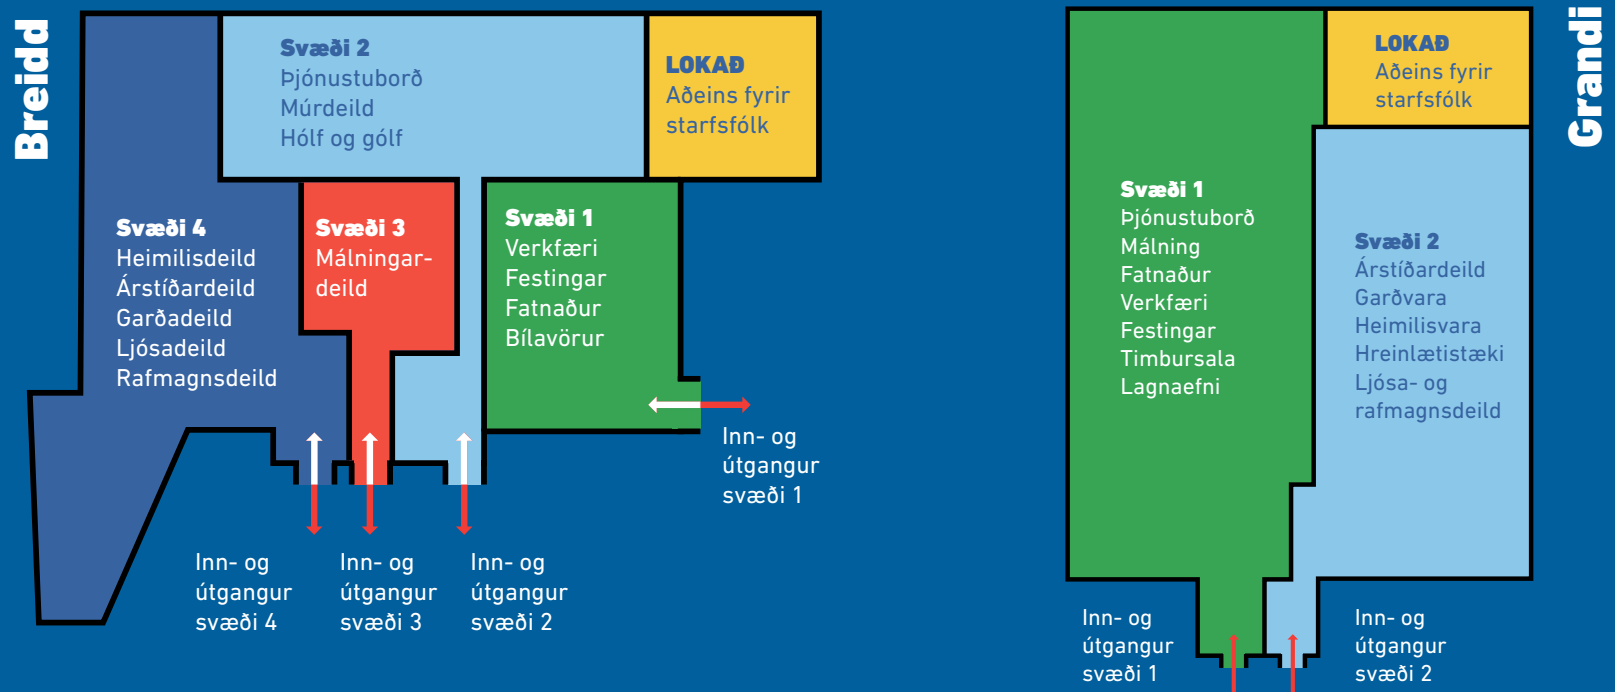 Breidd
Svæði 2
Þjónustuborð
Múrdeild
Hólf og gólf
LOKAÐ
Aðeins fyrir
starfsfólk
Svæði 4
Heimilisdeild
Árstíðardeild
Garðadeild
Ljósadeild
Rafmagnsdeild
Svæði 3
Málningar-
deild
Svæði 1
Verkfæri
Festingar
Fatnaður
Bílavörur
Inn- og
útgangur
svæði 1
Inn- og
útgangur
svæði 4
Inn- og
útgangur
svæði 3
Inn- og
útgangur
svæði 2
Grandi
LOKAÐ
Aðeins fyrir
starfsfólk
Svæði 1
Þjónustuborð
Málning
Fatnaður
Verkfæri
Festingar
Timbursala
Lagnaefni
Svæði 2
Árstíðardeild
Garðvara
Heimilisvara
Hreinlætistæki
Ljósa- og
rafmagnsdeild
Inn- og
útgangur
svæði 1
Inn- og
útgangur
svæði 2